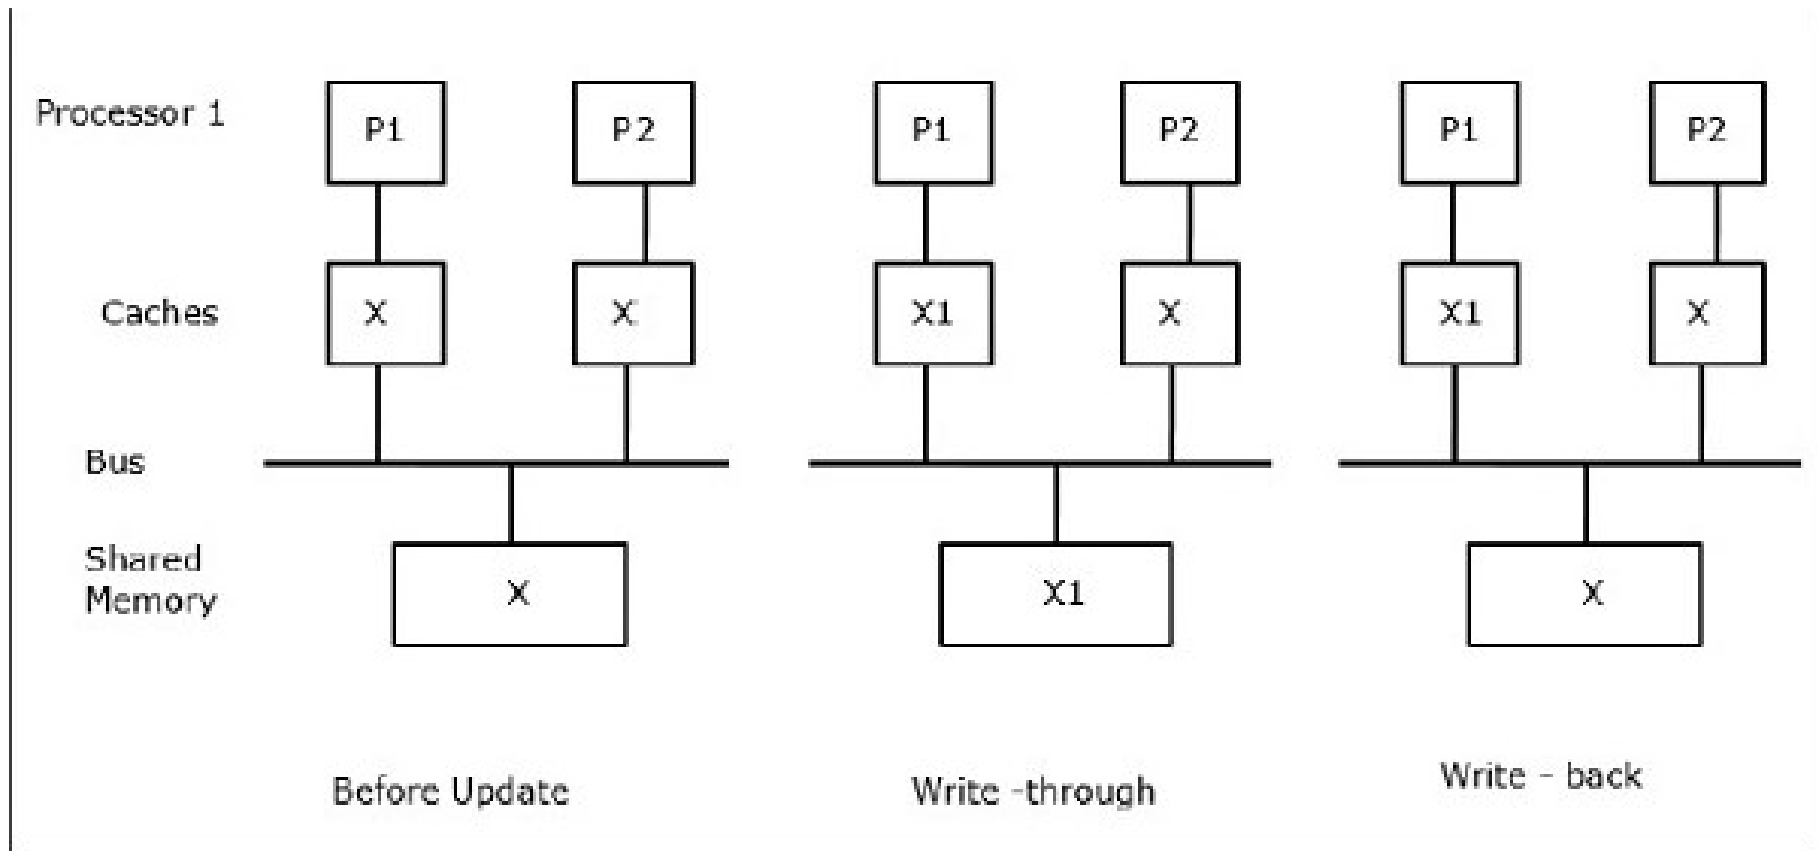 Processor 1
P1
P2
P1
P2
P1
P2
Caches
X
X
X1
X
X1
X
Bus
Shared
Memory
X
X1
X
Before Update
Write -through
Write - back